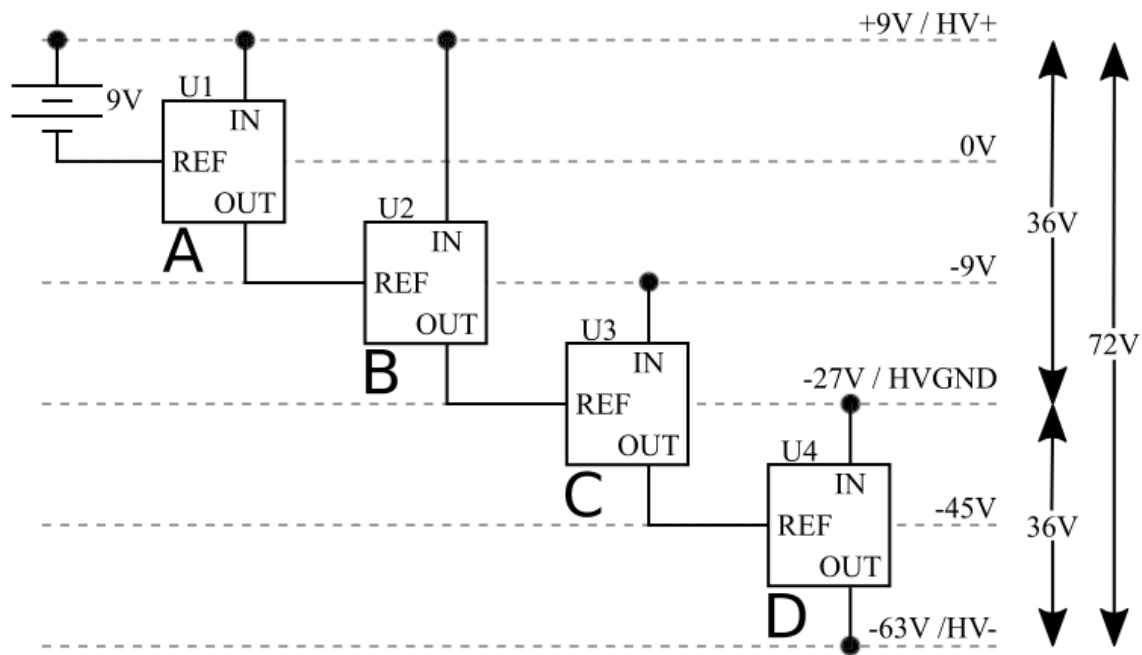 +9V / HV+
9V
U1
IN
REF
OUT
A
0V
U2
IN
REF
OUT
B
36V
-9V
U3
IN
REF
OUT
C
72V
-27V / HVGND
U4
IN
REF
OUT
D
-45V
36V
-63V /HV-